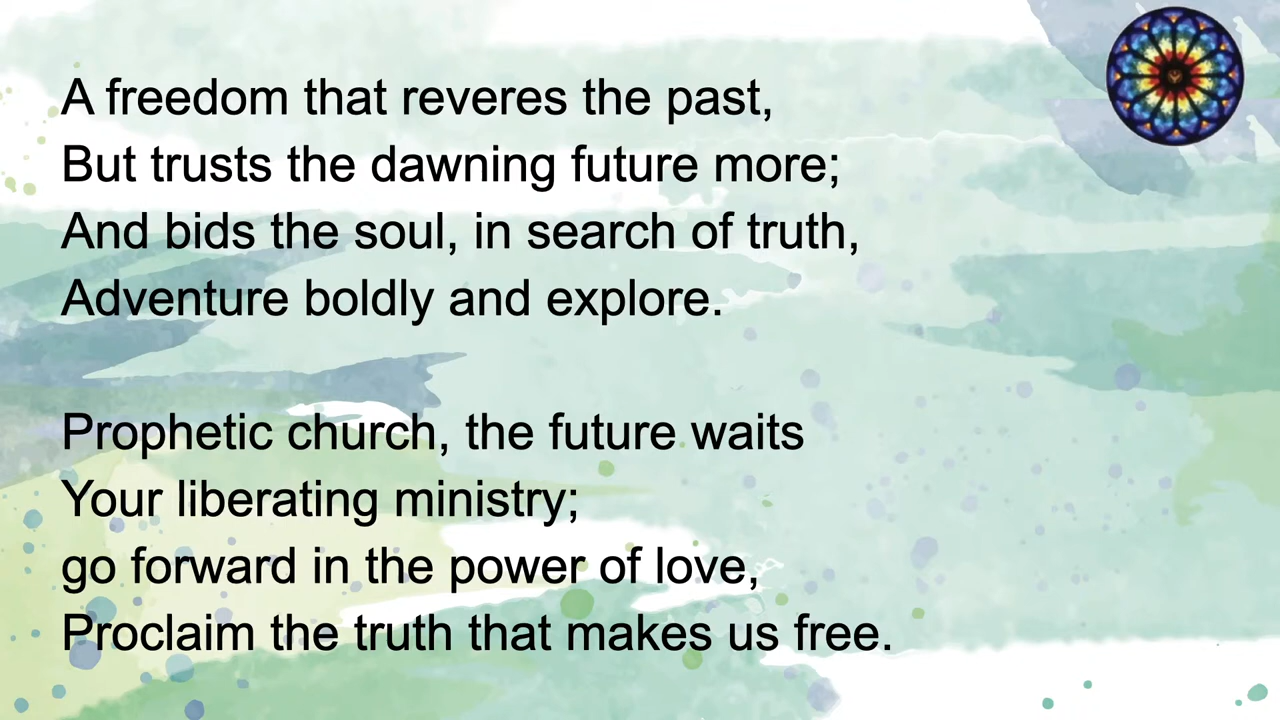 A freedom that reveres the past,
But trusts the dawning future more;
And bids the soul, in search of truth,
Adventure boldly and explore.
Prophetic church, the future waits
Your liberating ministry;
go forward in the power of love,
Proclaim the truth that makes us free.